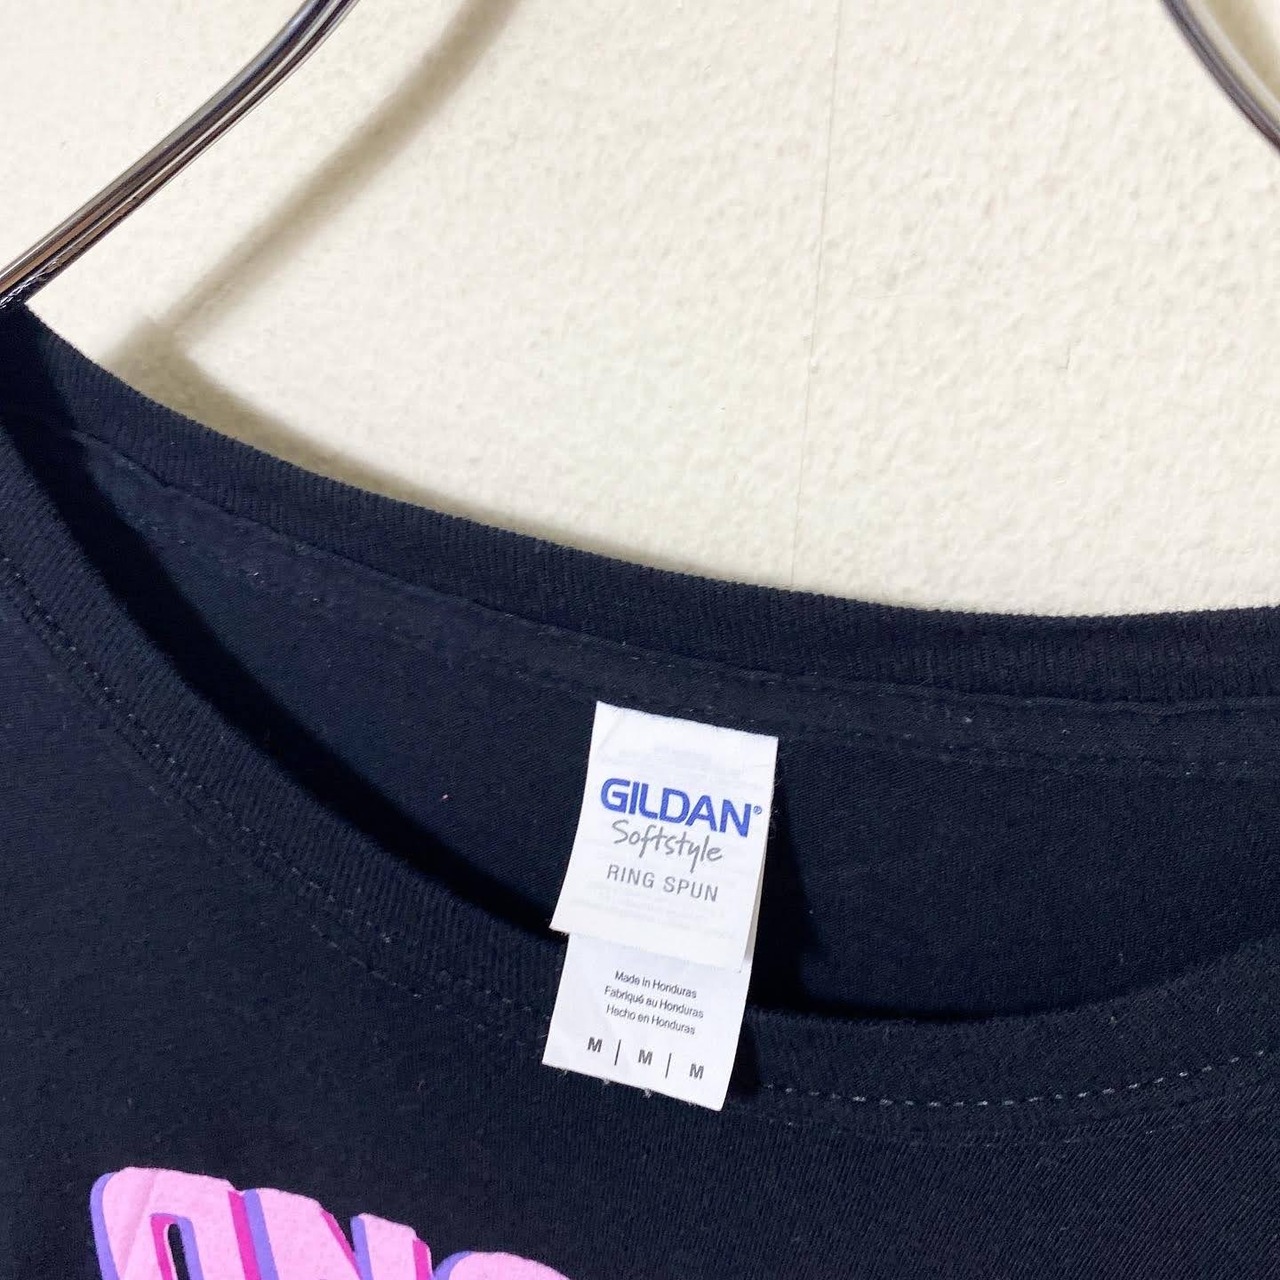 GILDAN®
Softstyle
RING SPUN
Made in Honduras
Fabriqué au Honduras
Hecho en Honduras
M | M | M